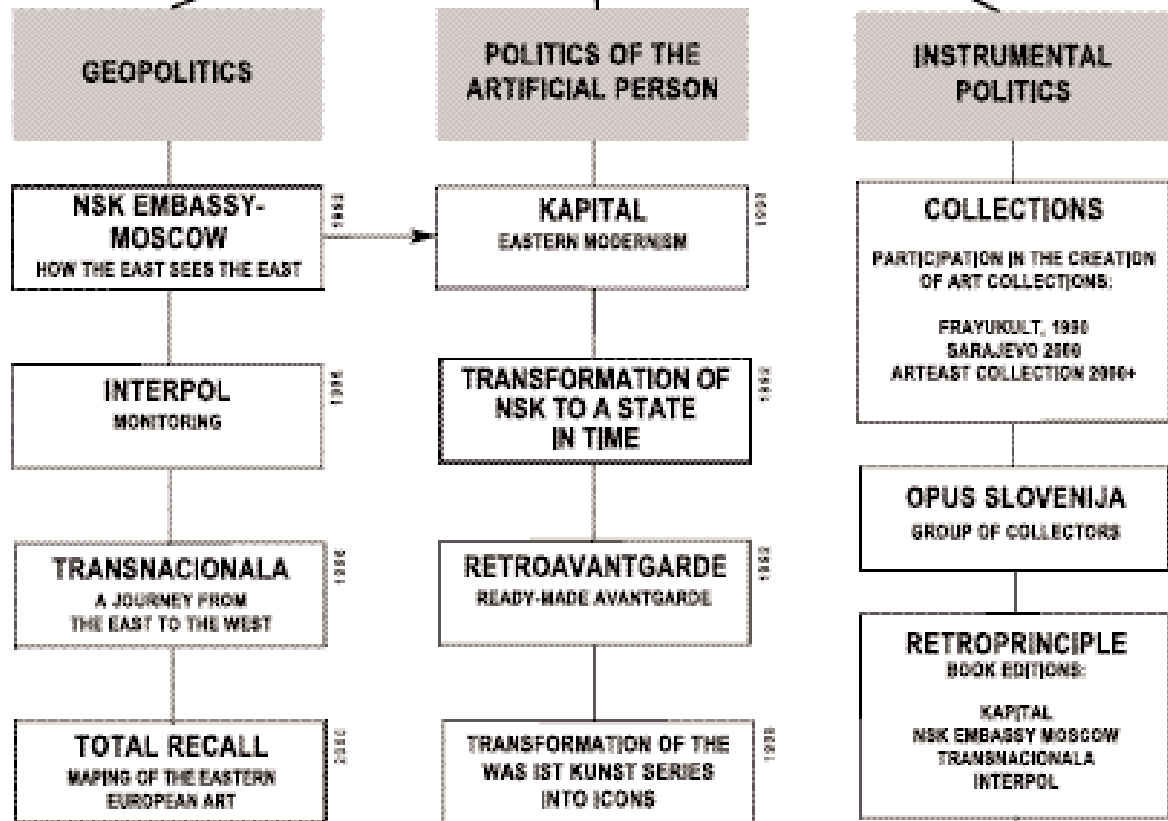 GEOPOLITICS
NSK EMBASSY-
MOSCOW
HOW THE EAST SEES THE EAST
INTERPOL
MONITORING
TRANSNACIONALA
A JOURNEY FROM
THE EAST TO THE WEST
TOTAL RECALL
MAPING OF THE EASTERN
EUROPEAN ART
POLITICS OF THE
ARTIFICIAL PERSON
KAPITAL
EASTERN MODERNISM
TRANSFORMATION OF
NSK TO A STATE
IN TIME
RETROAVANTGARDE
READY-MADE AVANTGARDE
TRANSFORMATION OF THE
WAS IST KUNST SERIES
INTO ICONS
INSTRUMENTAL
POLITICS
COLLECTIONS
PARTICIPATION IN THE CREATION
OF ART COLLECTIONS:
FRAYUKULT, 1990
SARAJEVO 2000
ARTEAST COLLECTION 2000+
OPUS SLOVENIJA
GROUP OF COLLECTORS
RETROPRINCIPLE
BOOK EDITIONS:
KAPITAL
NSK EMBASSY MOSCOW
TRANSNACIONALA
INTERPOL